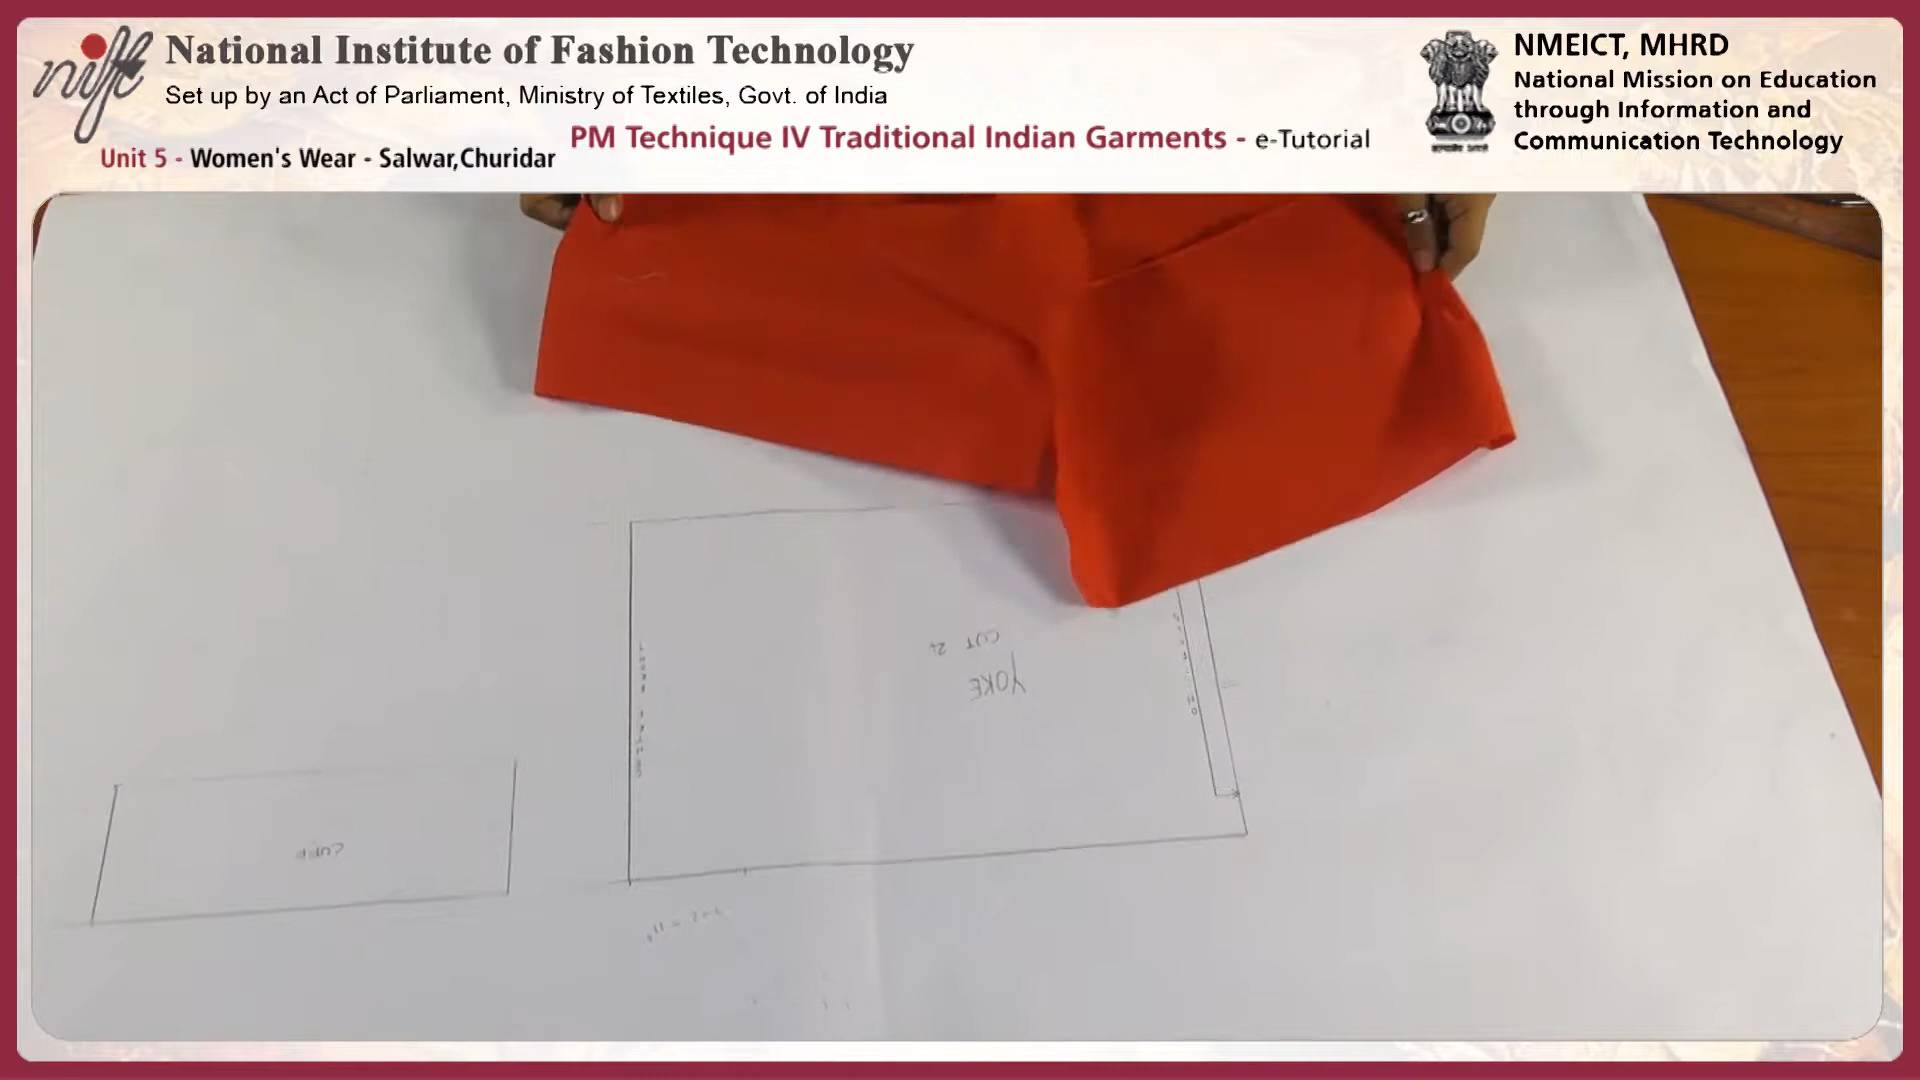 nift
National Institute of Fashion Technology
Set up by an Act of Parliament, Ministry of Textiles, Govt. of India
PM Technique IV Traditional Indian Garments - e-Tutorial
Unit 5 - Women's Wear - Salwar,Churidar
NMEICT, MHRD
National Mission on Education
through Information and
Communication Technology
YOKE
CUT 2
CUFF